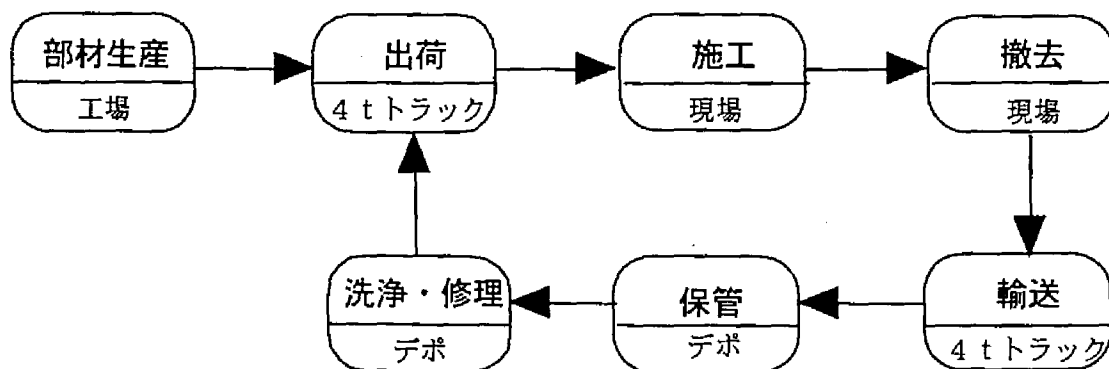 部材生産
工場
出荷
4tトラック
施工
現場
撤去
現場
洗浄・修理
デポ
保管
デポ
輸送
4tトラック